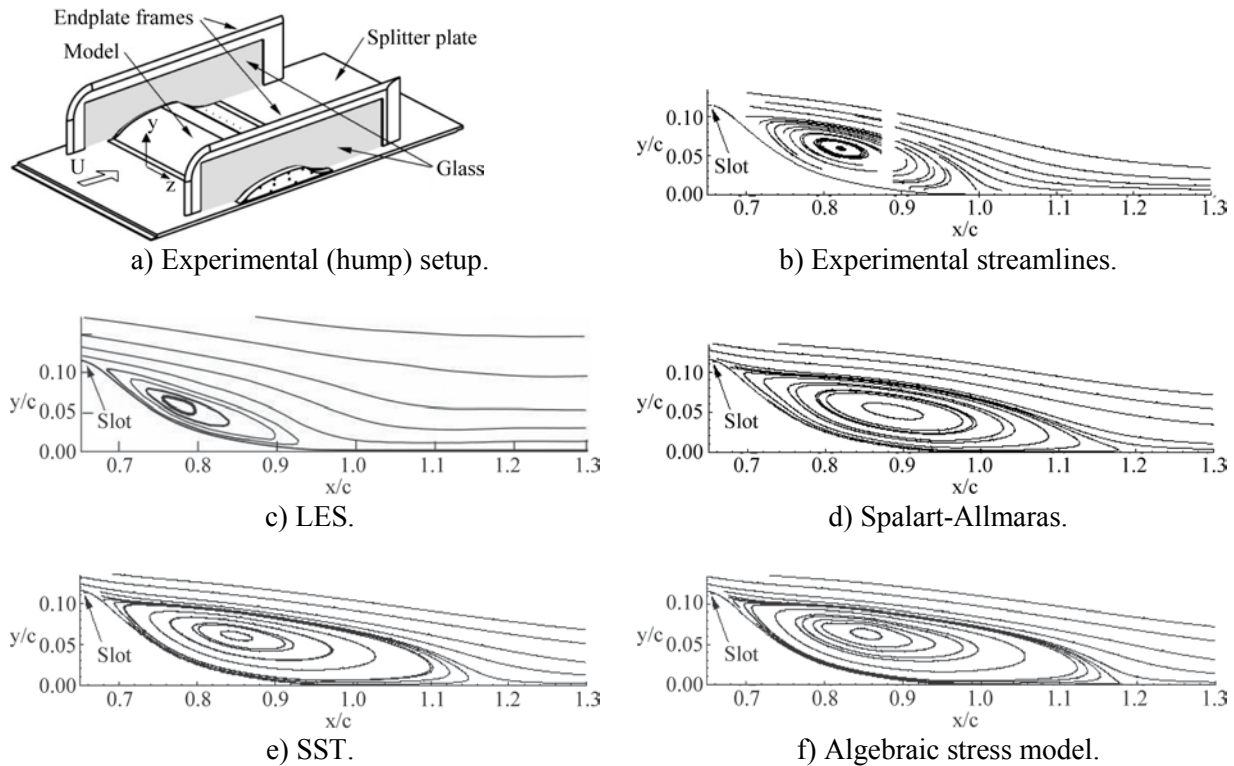 Endplate frames
Model
Splitter plate
y
U
z
Glass
a) Experimental (hump) setup.
0.10
y/c
0.05
0.00
Slot
0.7 0.8 0.9 1.0 1.1 1.2 1.3
x/c
b) Experimental streamlines.
0.10
y/c
0.05
0.00
Slot
0.7 0.8 0.9 1.0 1.1 1.2 1.3
x/c
c) LES.
0.10
y/c
0.05
0.00
Slot
0.7 0.8 0.9 1.0 1.1 1.2 1.3
x/c
d) Spalart-Allmaras.
0.10
y/c
0.05
0.00
Slot
0.7 0.8 0.9 1.0 1.1 1.2 1.3
x/c
e) SST.
0.10
y/c
0.05
0.00
Slot
0.7 0.8 0.9 1.0 1.1 1.2 1.3
x/c
f) Algebraic stress model.